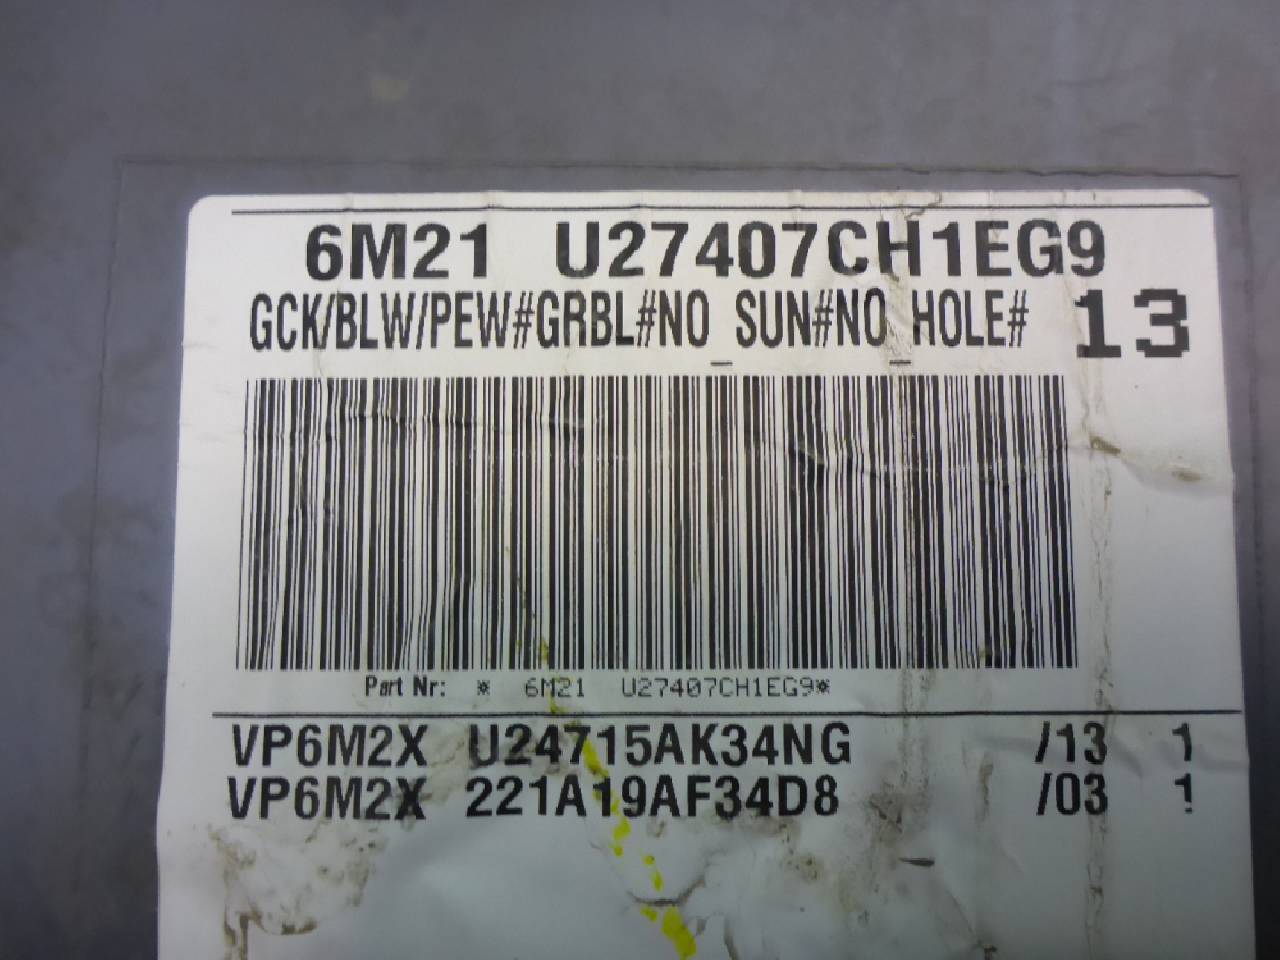 6M21 U27407CH1EG9
GCK/BLW/PEW#GRBL#NO_SUN#NO_HOLE# 13
Part Nr: * 6M21 U27407CH1EG9*
VP6M2X U24715AK34NG /13 1
VP6M2X 221A19AF34D8 /03 1